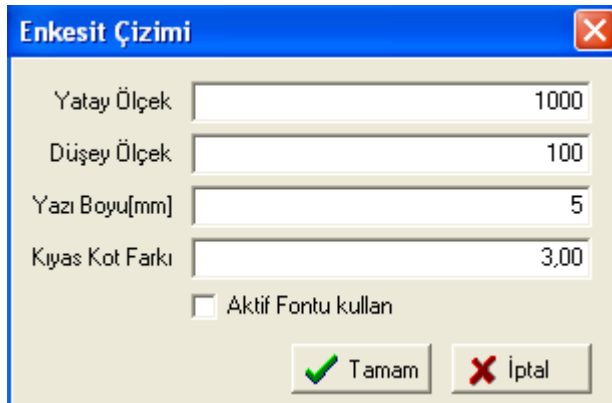 Enkesit Çizimi
Yatay Ölçek 1000
Düşey Ölçek 100
Yazı Boyu[mm] 5
Kıyas Kot Farkı 3,00
Aktif Fontu kullan
Tamam İptal